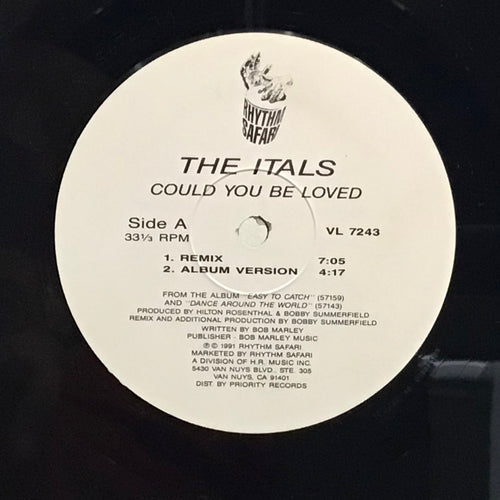 RHYTHM
SAFARI
THE ITALS
COULD YOU BE LOVED
Side A
33⅓ RPM
VL 7243
1. REMIX 7:05
2. ALBUM VERSION 4:17
FROM THE ALBUM "EASY TO CATCH" (57159)
AND "DANCE AROUND THE WORLD" (57143)
PRODUCED BY HILTON ROSENTHAL & BOBBY SUMMERFIELD
REMIX AND ADDITIONAL PRODUCTION BY BOBBY SUMMERFIELD
WRITTEN BY BOB MARLEY
PUBLISHER - BOB MARLEY MUSIC
℗ © 1991 RHYTHM SAFARI
MARKETED BY RHYTHM SAFARI
A DIVISION OF H.R. MUSIC INC.
5430 VAN NUYS BLVD., STE. 305
VAN NUYS, CA 91401
DIST. BY PRIORITY RECORDS